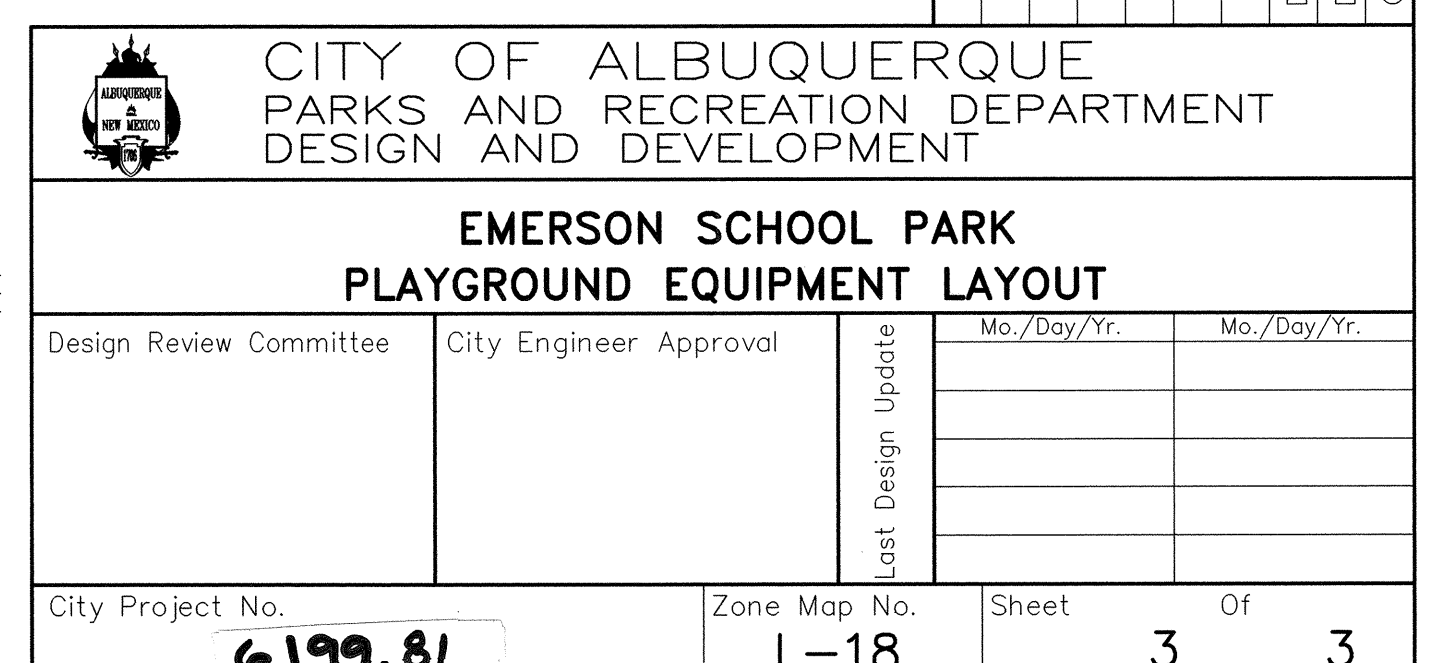 ALBUQUERQUE
NEW MEXICO
1706
CITY OF ALBUQUERQUE
PARKS AND RECREATION DEPARTMENT
DESIGN AND DEVELOPMENT
EMERSON SCHOOL PARK
PLAYGROUND EQUIPMENT LAYOUT
Design Review Committee
City Engineer Approval
Last Design Update
Mo./Day/Yr.
Mo./Day/Yr.
City Project No.
6199.81
Zone Map No.
Sheet
Of
3
3